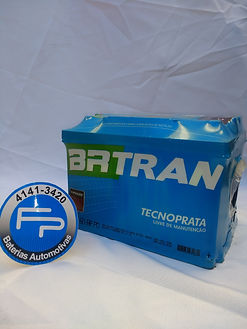 BRTRAN
TECNOPRATA
LIVRE DE MANUTENÇÃO
4141-3420
FP
Baterias Automotivas